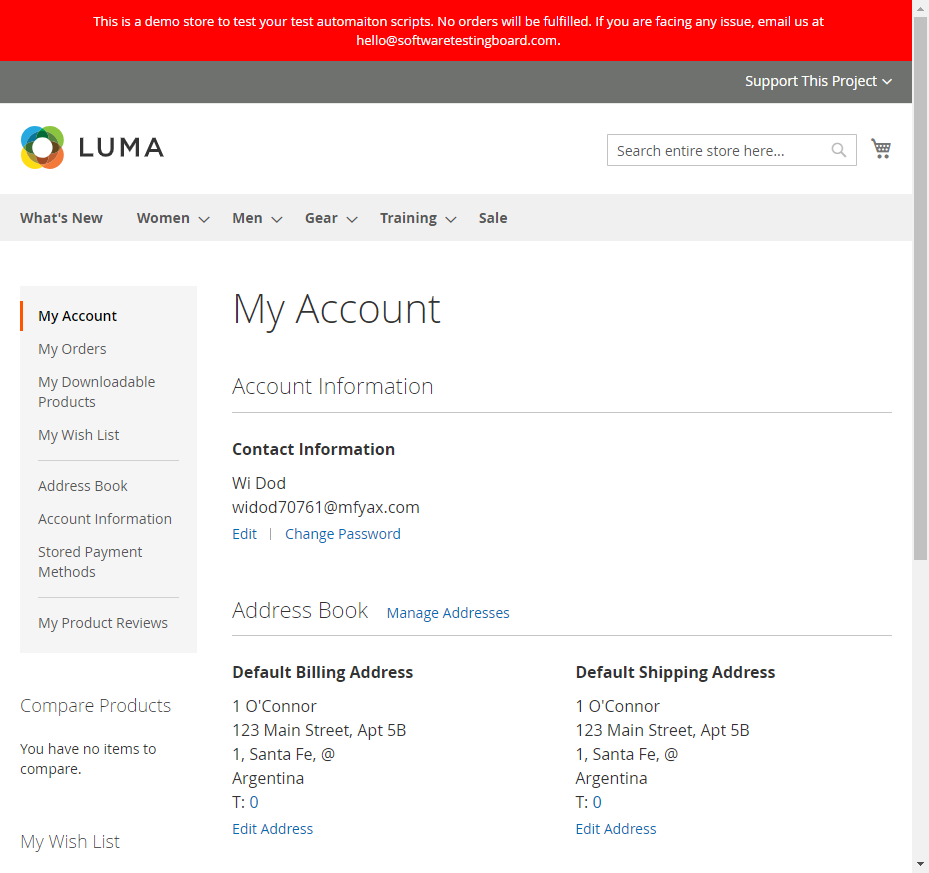 This is a demo store to test your test automaiton scripts. No orders will be fulfilled. If you are facing any issue, email us at
hello@softwaretestingboard.com.
Support This Project
LUMA
Search entire store here...
What's New Women Men Gear Training Sale
My Account
My Orders
My Downloadable
Products
My Wish List
Address Book
Account Information
Stored Payment
Methods
My Product Reviews
Compare Products
You have no items to
compare.
My Wish List
My Account
Account Information
Contact Information
Wi Dod
widod70761@mfyax.com
Edit | Change Password
Address Book Manage Addresses
Default Billing Address
1 O'Connor
123 Main Street, Apt 5B
1, Santa Fe, @
Argentina
T: 0
Edit Address
Default Shipping Address
1 O'Connor
123 Main Street, Apt 5B
1, Santa Fe, @
Argentina
T: 0
Edit Address